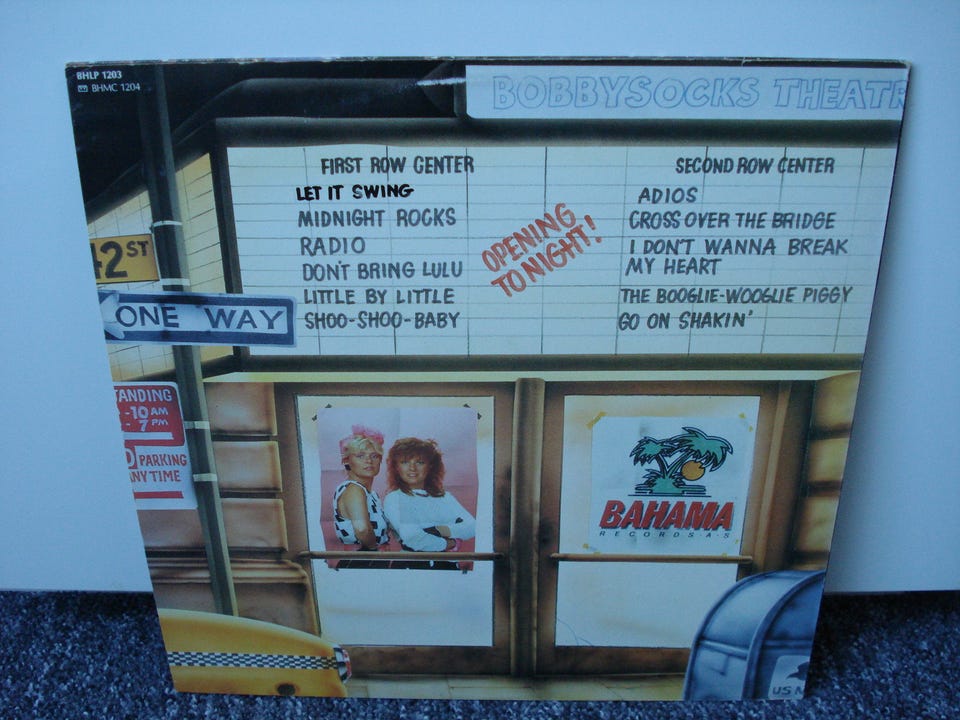 BHLP 1203
BHMC 1204
BOBBYSOCKS THEATR
FIRST ROW CENTER
LET IT SWING
MIDNIGHT ROCKS
RADIO
DON'T BRING LULU
LITTLE BY LITTLE
SHOO-SHOO-BABY
OPENING
TONIGHT!
SECOND ROW CENTER
ADIOS
CROSS OVER THE BRIDGE
I DON'T WANNA BREAK
MY HEART
THE BOOGLIE-WOOGLIE PIGGY
GO ON SHAKIN'
42 ST
ONE WAY
TANDING
-10 AM
-7 PM
PARKING
NY TIME
BAHAMA
RECORDS·A·S
US M